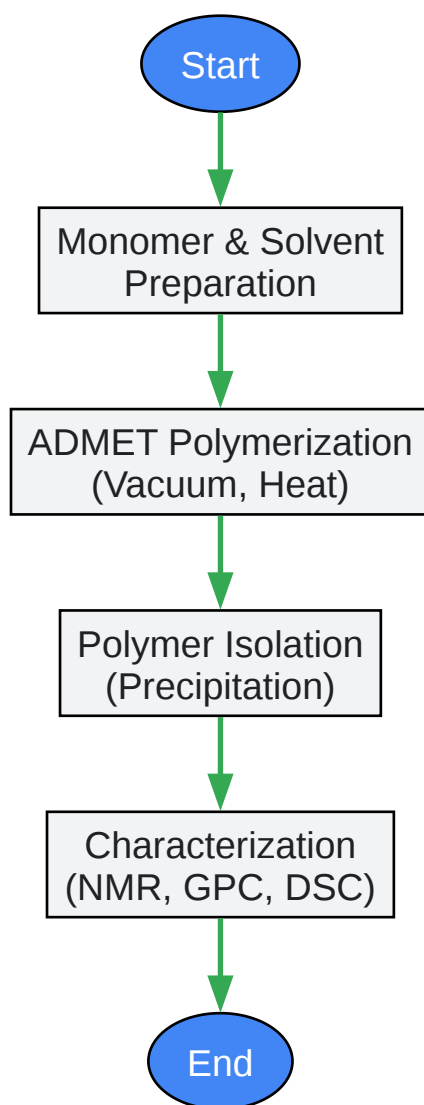 Start
Monomer & Solvent
Preparation
ADMET Polymerization
(Vacuum, Heat)
Polymer Isolation
(Precipitation)
Characterization
(NMR, GPC, DSC)
End